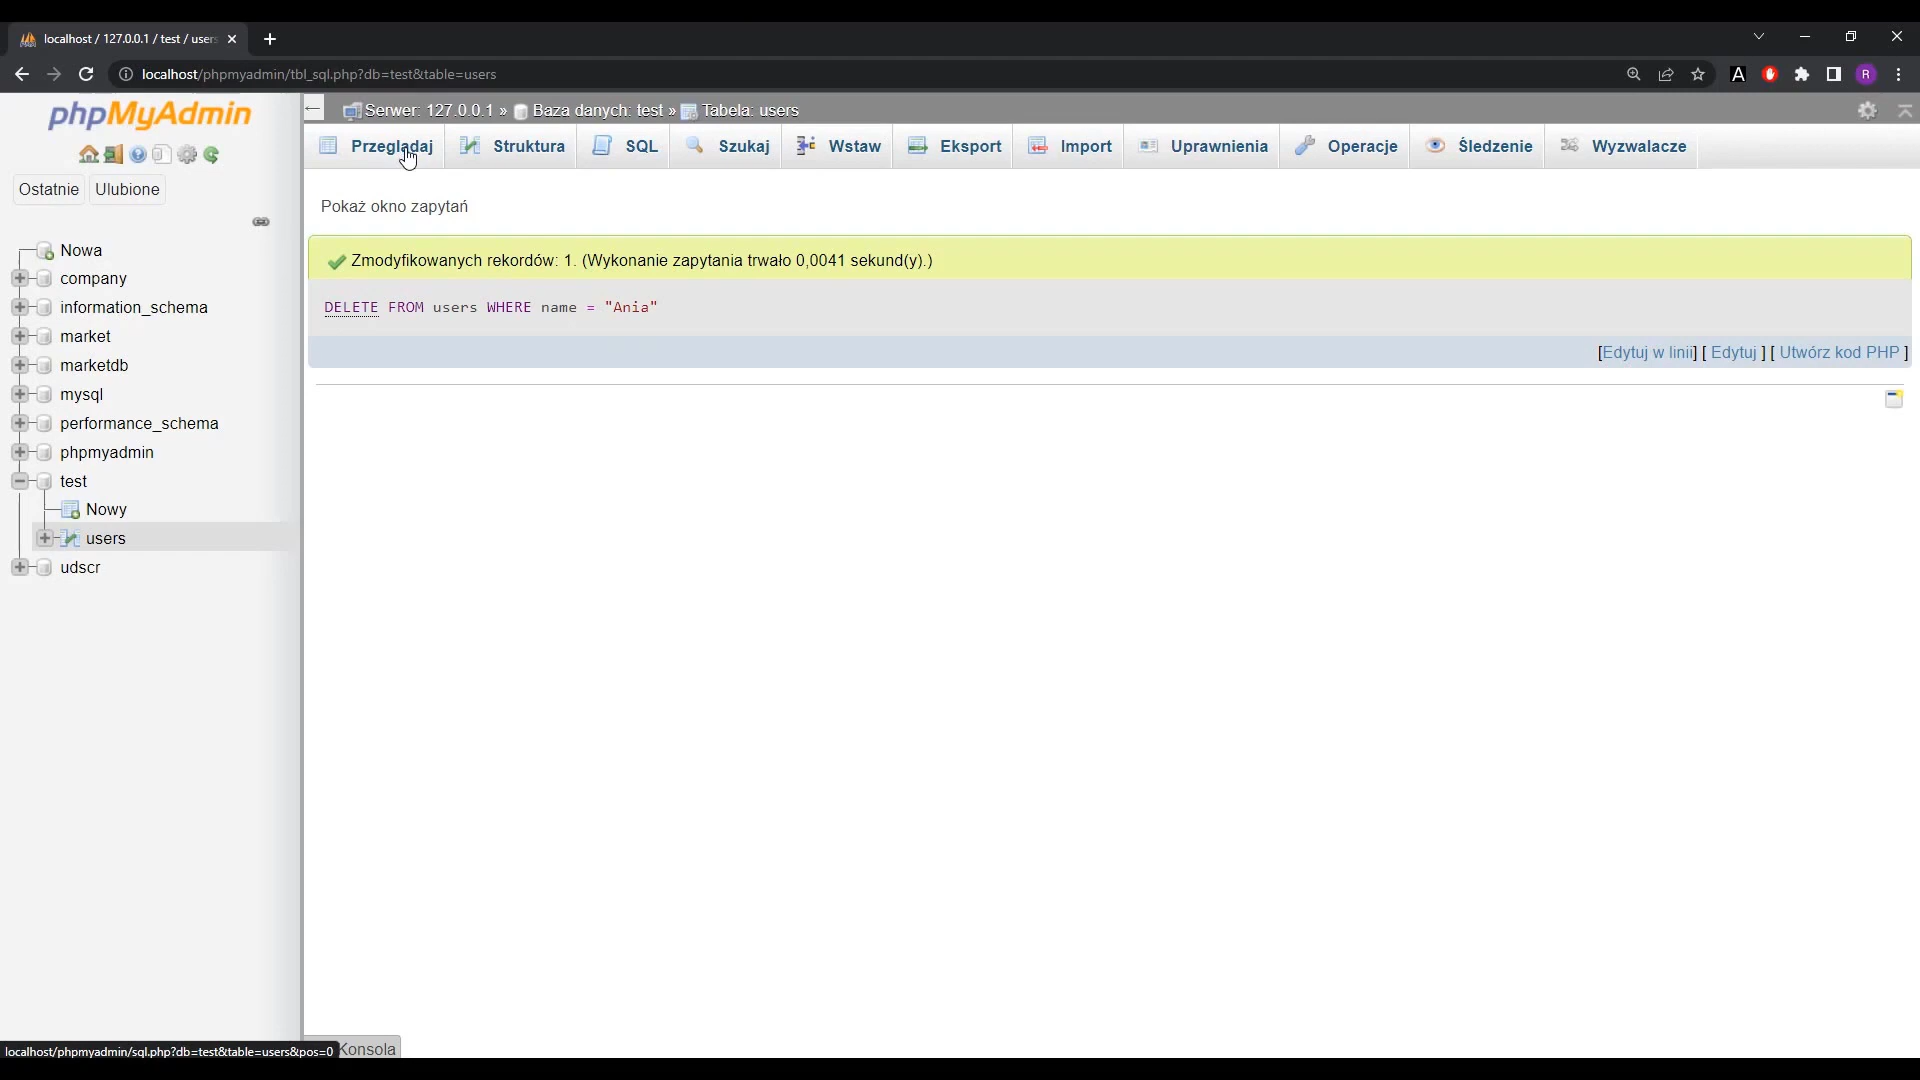 localhost / 127.0.0.1 / test / users
localhost/phpmyadmin/tbl_sql.php?db=test&table=users
A
R
phpMyAdmin
Serwer: 127.0.0.1 » Baza danych: test » Tabela: users
Przeglądaj
Struktura
SQL
Szukaj
Wstaw
Eksport
Import
Uprawnienia
Operacje
Śledzenie
Wyzwalacze
Ostatnie
Ulubione
Nowa
company
information_schema
market
marketdb
mysql
performance_schema
phpmyadmin
test
Nowy
users
udscr
Pokaż okno zapytań
Zmodyfikowanych rekordów: 1. (Wykonanie zapytania trwało 0,0041 sekund(y).)
DELETE FROM users WHERE name = "Ania"
[Edytuj w linii] [ Edytuj ] [ Utwórz kod PHP ]
Konsola
localhost/phpmyadmin/sql.php?db=test&table=users&pos=0